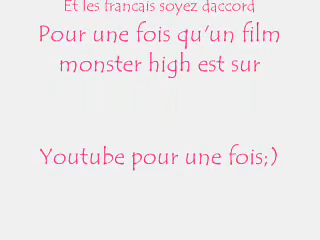 Et les francais soyez daccord
Pour une fois qu'un film
monster high est sur
Youtube pour une fois;)